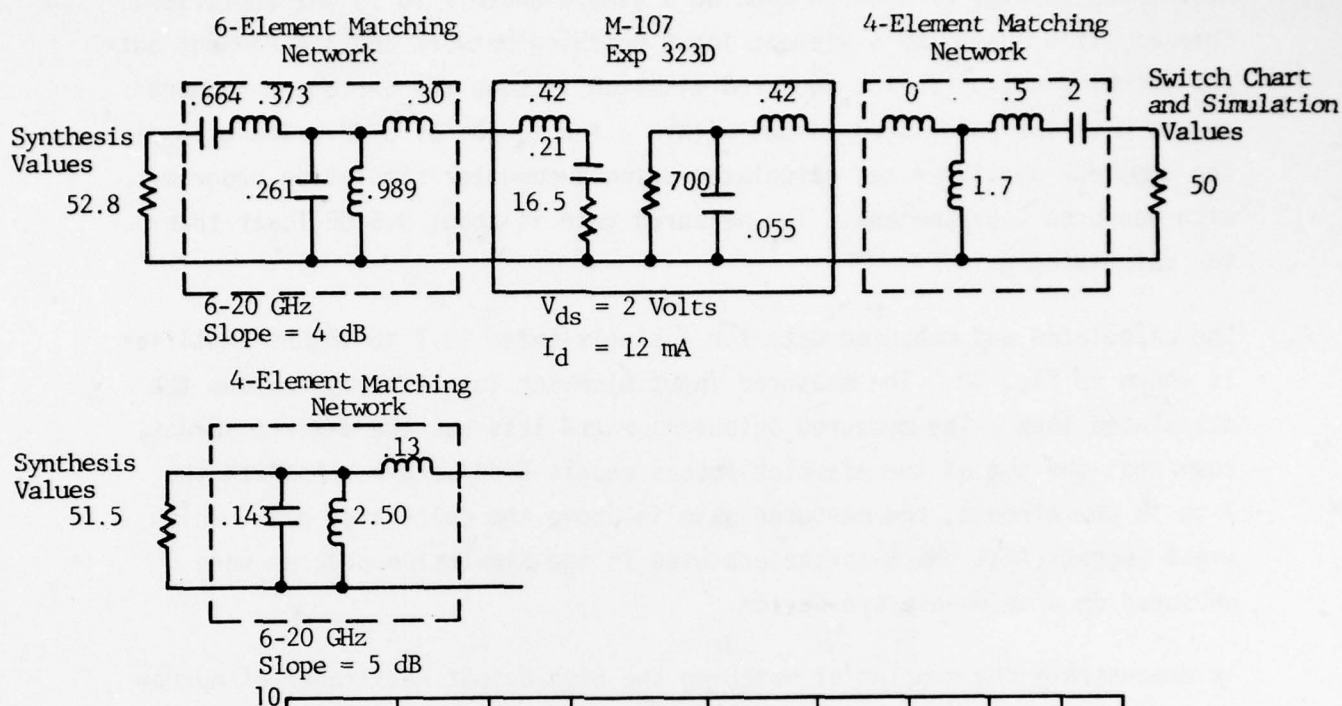 6-Element Matching
Network
M-107
Exp 323D
4-Element Matching
Network
Switch Chart
and Simulation
Values
Synthesis
Values
52.8
.664 .373
.30
.261
.989
.42
.21
16.5
700
.42
.055
0
.5
2
1.7
50
6-20 GHz
Slope = 4 dB
Vds = 2 Volts
Id = 12 mA
4-Element Matching
Network
Synthesis
Values
51.5
.143
2.50
.13
6-20 GHz
Slope = 5 dB
10